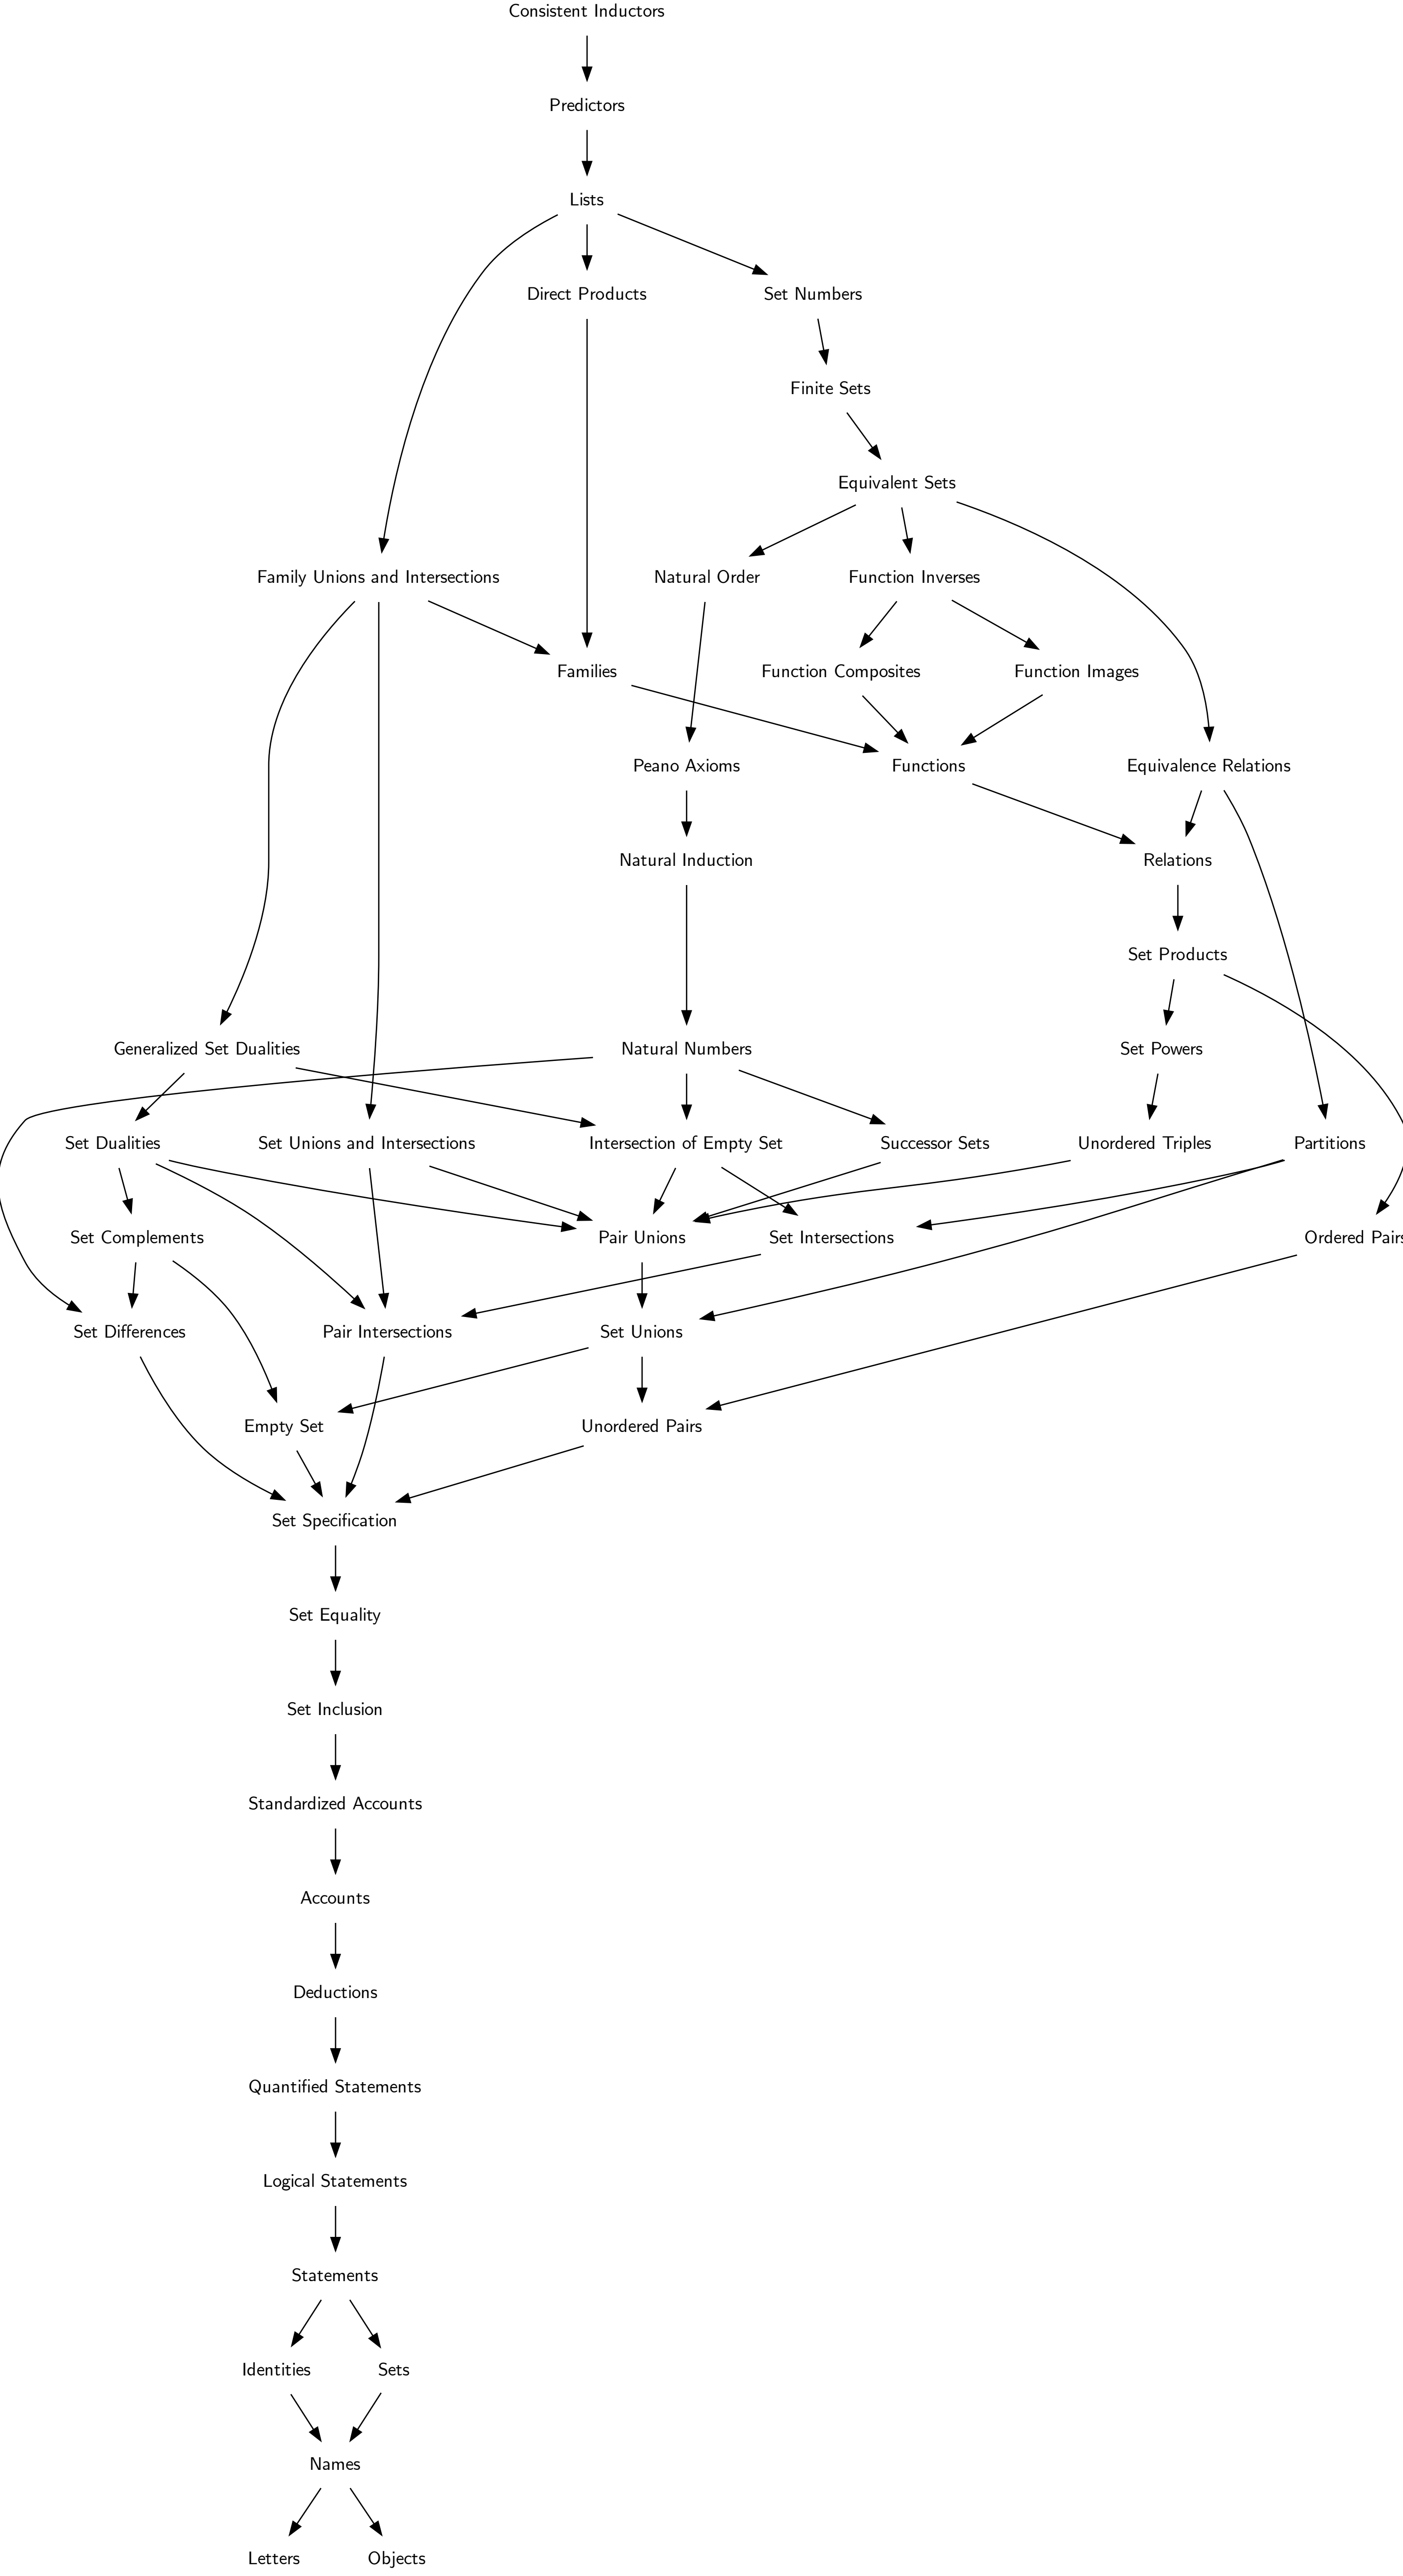 Consistent Inductors
Predictors
Lists
Direct Products
Set Numbers
Finite Sets
Equivalent Sets
Family Unions and Intersections
Natural Order
Function Inverses
Families
Function Composites
Function Images
Peano Axioms
Functions
Equivalence Relations
Natural Induction
Relations
Set Products
Generalized Set Dualities
Natural Numbers
Set Powers
Set Dualities
Set Unions and Intersections
Intersection of Empty Set
Successor Sets
Unordered Triples
Partitions
Set Complements
Pair Unions
Set Intersections
Ordered Pairs
Set Differences
Pair Intersections
Set Unions
Empty Set
Unordered Pairs
Set Specification
Set Equality
Set Inclusion
Standardized Accounts
Accounts
Deductions
Quantified Statements
Logical Statements
Statements
Identities
Sets
Names
Letters
Objects